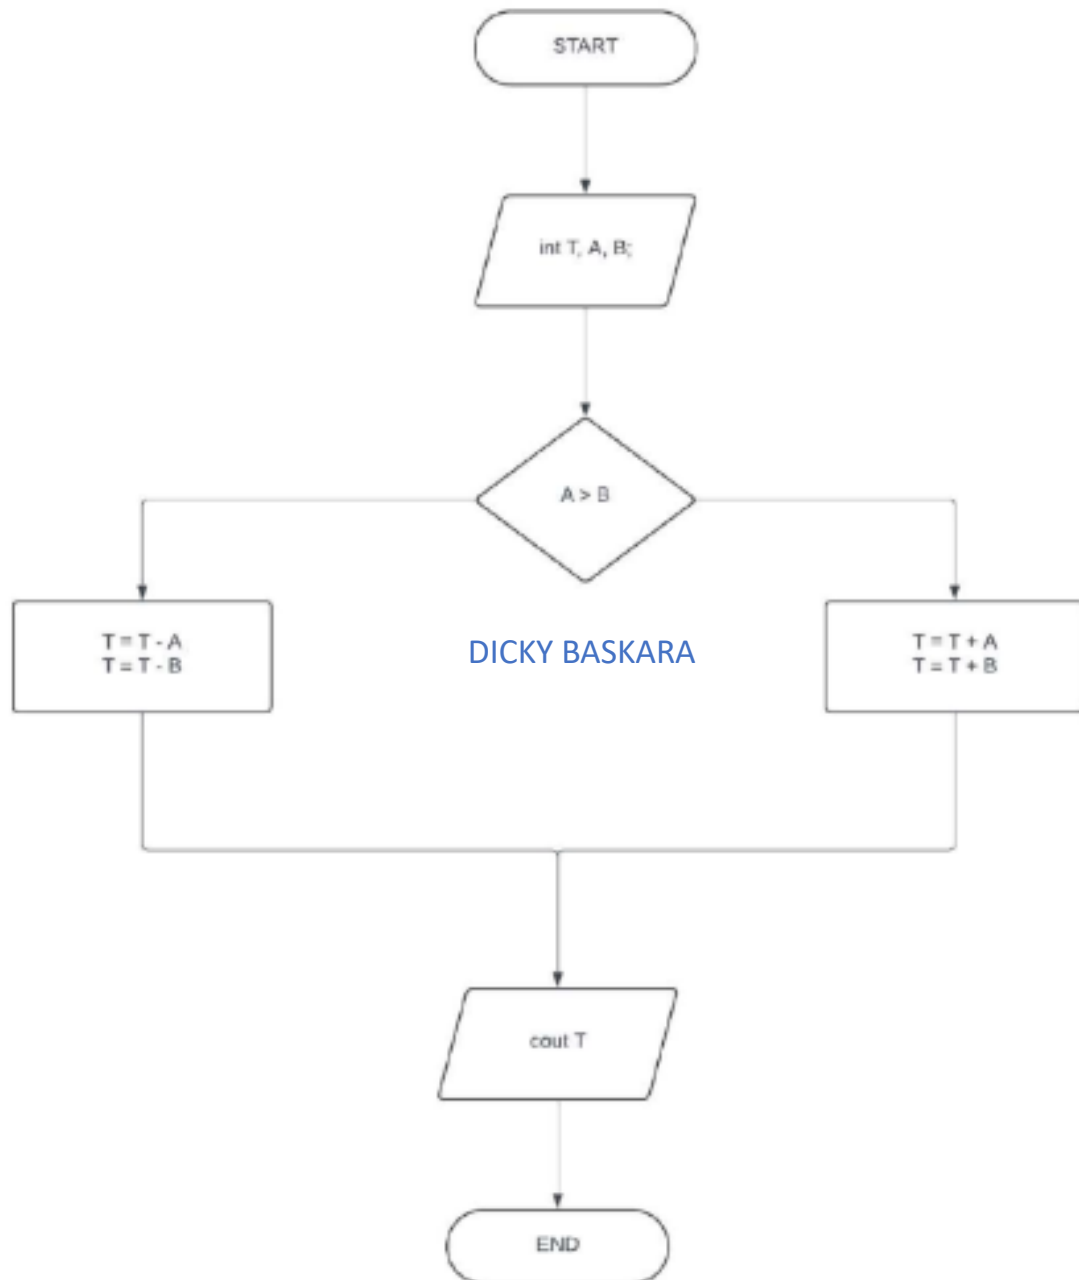 START
int T, A, B;
A > B
T = T - A
T = T - B
DICKY BASKARA
T = T + A
T = T + B
cout T
END